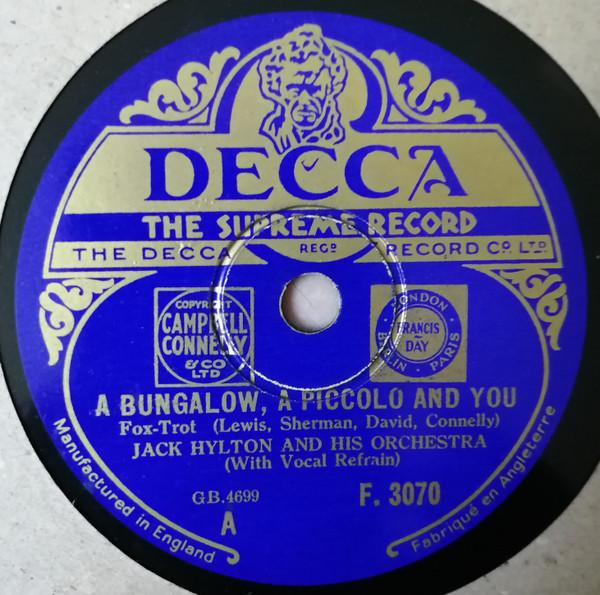 DECCA
THE SUPREME RECORD
THE DECCA REGD RECORD CO. LTD.
COPYRIGHT
CAMPBELL
CONNELLY
& CO
LTD
LONDON
FRANCIS
DAY
BERLIN · PARIS
A BUNGALOW, A PICCOLO AND YOU
Fox-Trot (Lewis, Sherman, David, Connelly)
JACK HYLTON AND HIS ORCHESTRA
(With Vocal Refrain)
GB.4699
F. 3070
A
Manufactured in England
Fabriqué en Angleterre